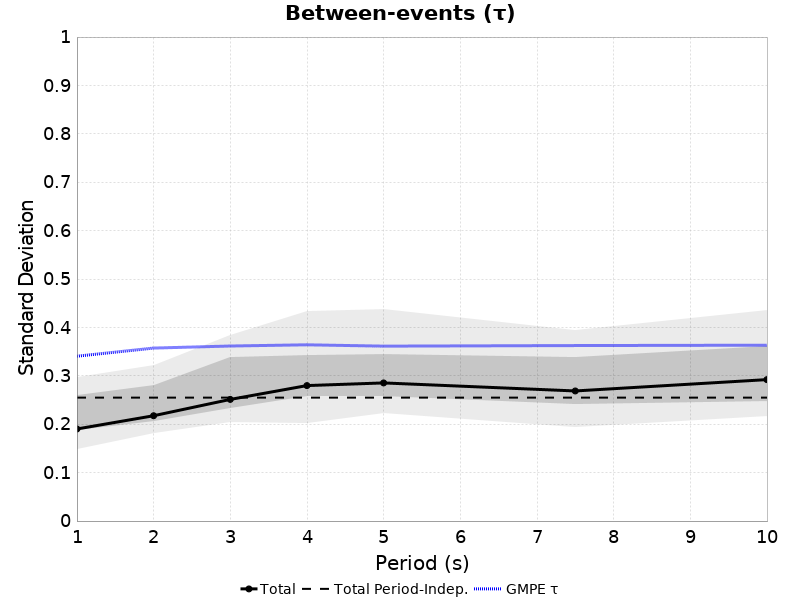 Between-events (τ)
1
0.9
0.8
0.7
0.6
0.5
0.4
0.3
0.2
0.1
0
Standard Deviation
1 2 3 4 5 6 7 8 9 10
Period (s)
Total Total Period-Indep. GMPE τ